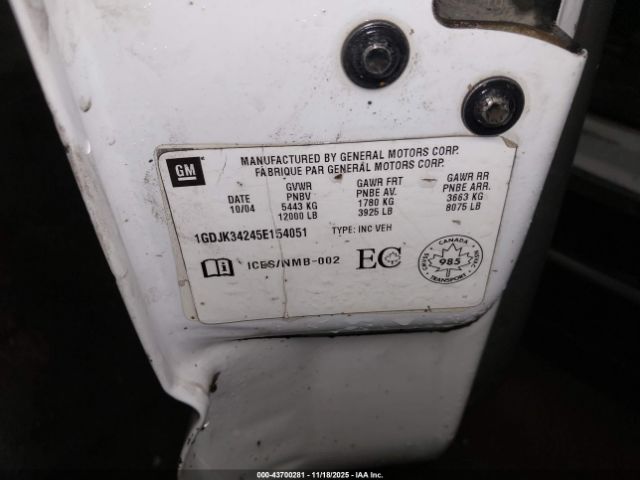 GM
MANUFACTURED BY GENERAL MOTORS CORP.
FABRIQUE PAR GENERAL MOTORS CORP.
DATE
10/04
GVWR
PNBV
5443 KG
12000 LB
GAWR FRT
PNBE AV.
1780 KG
3925 LB
GAWR RR
PNBE ARR.
3663 KG
8075 LB
1GDJK34245E154051 TYPE: INC VEH
ICES/NMB-002
EC
CANADA
985
TRANSPORT
000-43700281 - 11/18/2025 - IAA Inc.